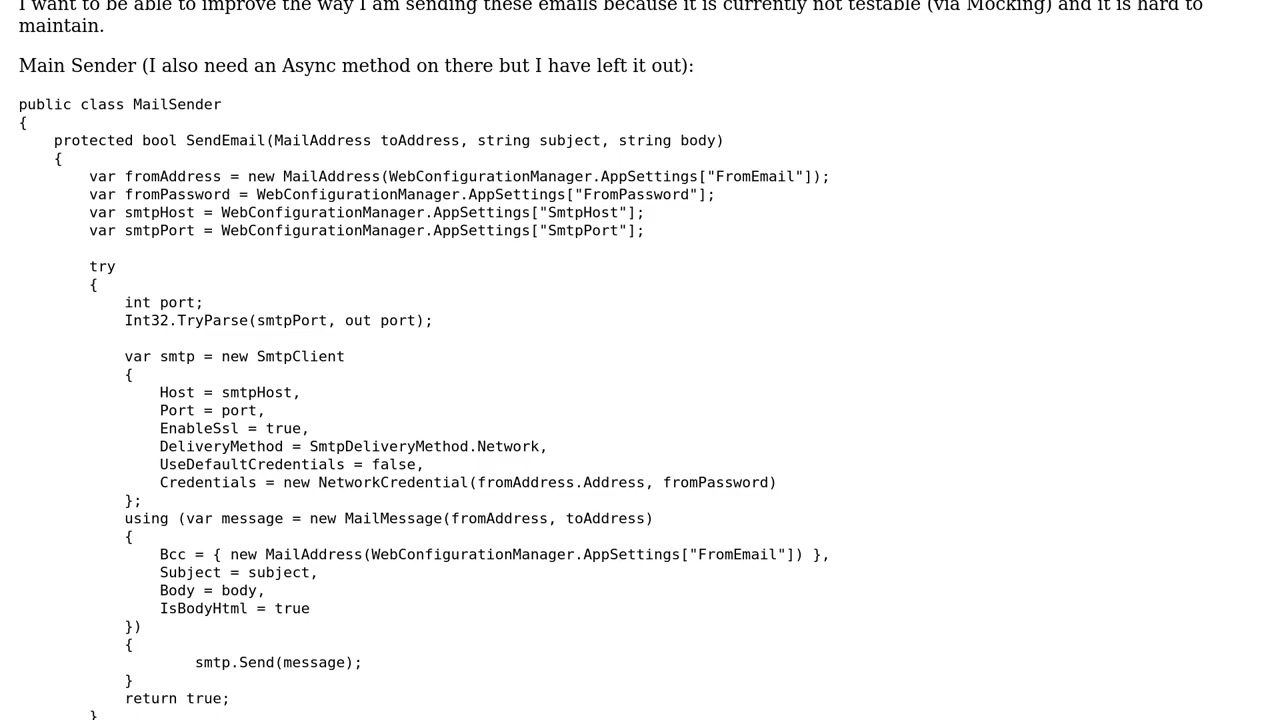 I want to be able to improve the way I am sending these emails because it is currently not testable (via Mocking) and it is hard to
maintain.
Main Sender (I also need an Async method on there but I have left it out):
public class MailSender
{
    protected bool SendEmail(MailAddress toAddress, string subject, string body)
    {
        var fromAddress = new MailAddress(WebConfigurationManager.AppSettings["FromEmail"]);
        var fromPassword = WebConfigurationManager.AppSettings["FromPassword"];
        var smtpHost = WebConfigurationManager.AppSettings["SmtpHost"];
        var smtpPort = WebConfigurationManager.AppSettings["SmtpPort"];
        try
        {
            int port;
            Int32.TryParse(smtpPort, out port);
            var smtp = new SmtpClient
            {
                Host = smtpHost,
                Port = port,
                EnableSsl = true,
                DeliveryMethod = SmtpDeliveryMethod.Network,
                UseDefaultCredentials = false,
                Credentials = new NetworkCredential(fromAddress.Address, fromPassword)
            };
            using (var message = new MailMessage(fromAddress, toAddress)
            {
                Bcc = { new MailAddress(WebConfigurationManager.AppSettings["FromEmail"]) },
                Subject = subject,
                Body = body,
                IsBodyHtml = true
            })
            {
                    smtp.Send(message);
            }
            return true;
        }